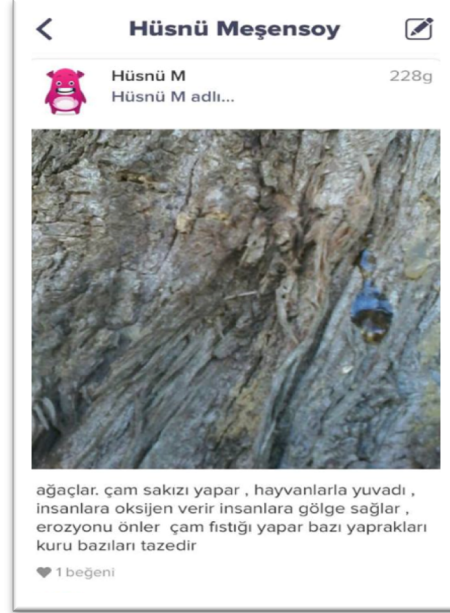 Hüsnü Meşensoy
Hüsnü M
228g
Hüsnü M adlı...
ağaçlar. çam sakızı yapar , hayvanlarla yuvadı ,
insanlara oksijen verir insanlara gölge sağlar ,
erozyonu önler  çam fıstığı yapar bazı yaprakları
kuru bazıları tazedir
1 beğeni